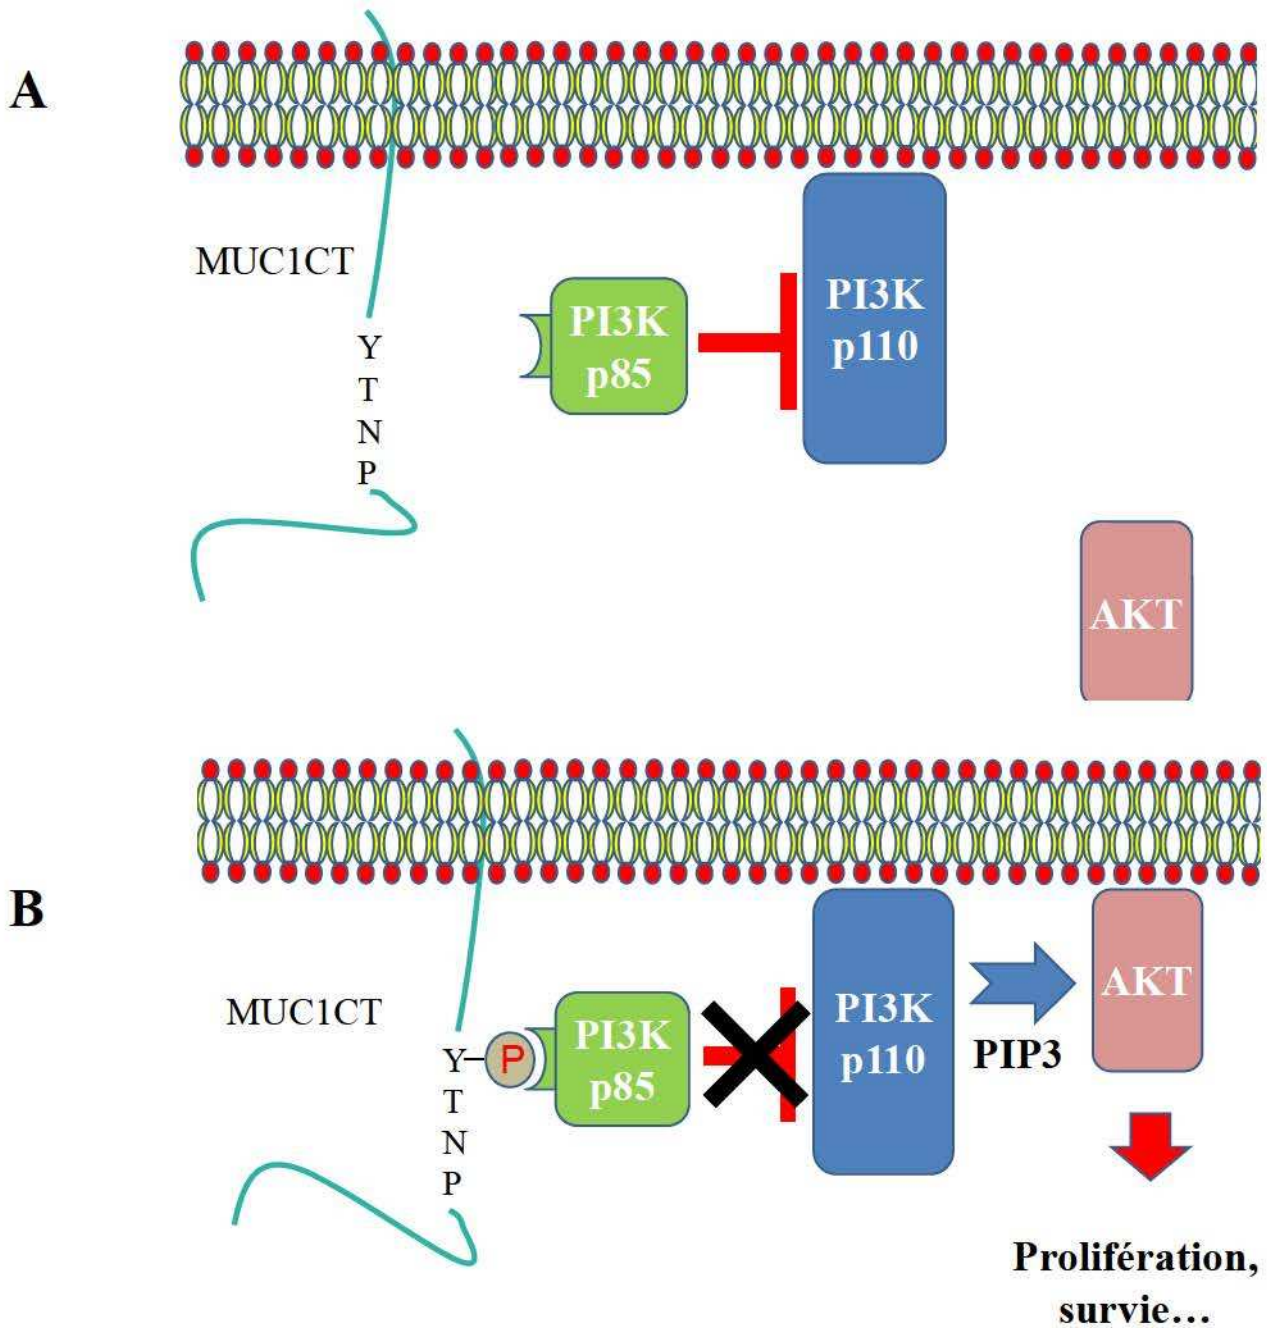 A
MUC1CT
Y
T
N
P
PI3K
p85
PI3K
p110
AKT
B
MUC1CT
Y
T
N
P
P
PI3K
p85
PI3K
p110
PIP3
AKT
Prolifération,
survie…